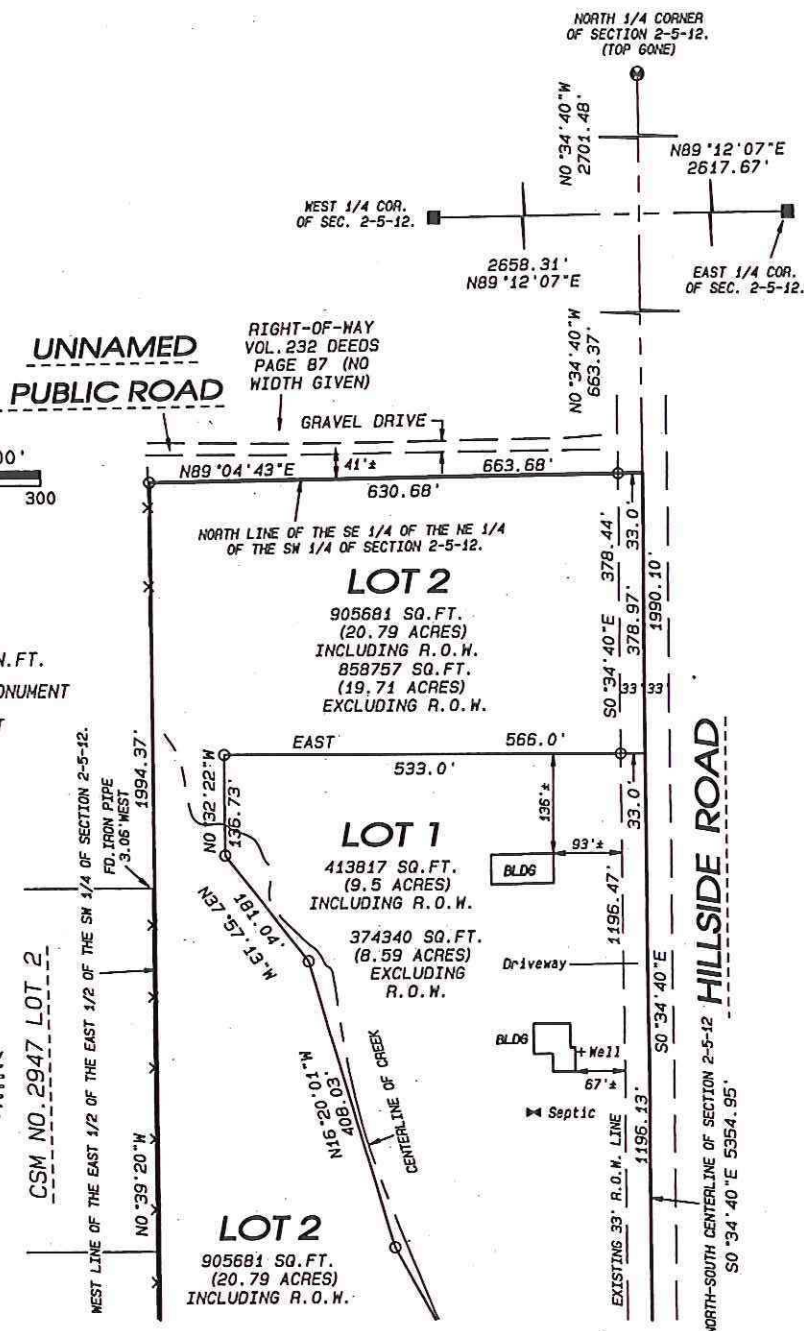 NORTH 1/4 CORNER
OF SECTION 2-5-12.
(TOP GONE)
N0°34'40"W
2701.48'
N89°12'07"E
2617.67'
WEST 1/4 COR.
OF SEC. 2-5-12.
2658.31'
N89°12'07"E
EAST 1/4 COR.
OF SEC. 2-5-12.
N0°34'40"W
663.37'
UNNAMED
PUBLIC ROAD
RIGHT-OF-WAY
VOL.232 DEEDS
PAGE 87 (NO
WIDTH GIVEN)
GRAVEL DRIVE
00'
300
N89°04'43"E
41'±
663.68'
630.68'
NORTH LINE OF THE SE 1/4 OF THE NE 1/4
OF THE SW 1/4 OF SECTION 2-5-12.
378.44'
33.0'
LOT 2
905681 SQ.FT.
(20.79 ACRES)
INCLUDING R.O.W.
858757 SQ.FT.
(19.71 ACRES)
EXCLUDING R.O.W.
S0°34'40"E
378.97'
1990.10'
33'
33'
N.FT.
ONUMENT
T
EAST
566.0'
533.0'
N0°32'22"W
136.73'
136'±
33.0'
1994.37'
FD.IRON PIPE
3.06'WEST
WEST LINE OF THE EAST 1/2 OF THE EAST 1/2 OF THE SW 1/4 OF SECTION 2-5-12.
LOT 1
413817 SQ.FT.
(9.5 ACRES)
INCLUDING R.O.W.
374340 SQ.FT.
(8.59 ACRES)
EXCLUDING
R.O.W.
BLDG
93'±
1196.47'
HILLSIDE ROAD
N37°57'13"W
181.04'
Driveway
S0°34'40"E
CSM NO.2947 LOT 2
N0°39'20"W
N16°20'01"W
408.03'
CENTERLINE OF CREEK
BLDG
+Well
67'±
Septic
EXISTING 33' R.O.W. LINE
1196.13'
NORTH-SOUTH CENTERLINE OF SECTION 2-5-12
S0°34'40"E 5354.95'
LOT 2
905681 SQ.FT.
(20.79 ACRES)
INCLUDING R.O.W.